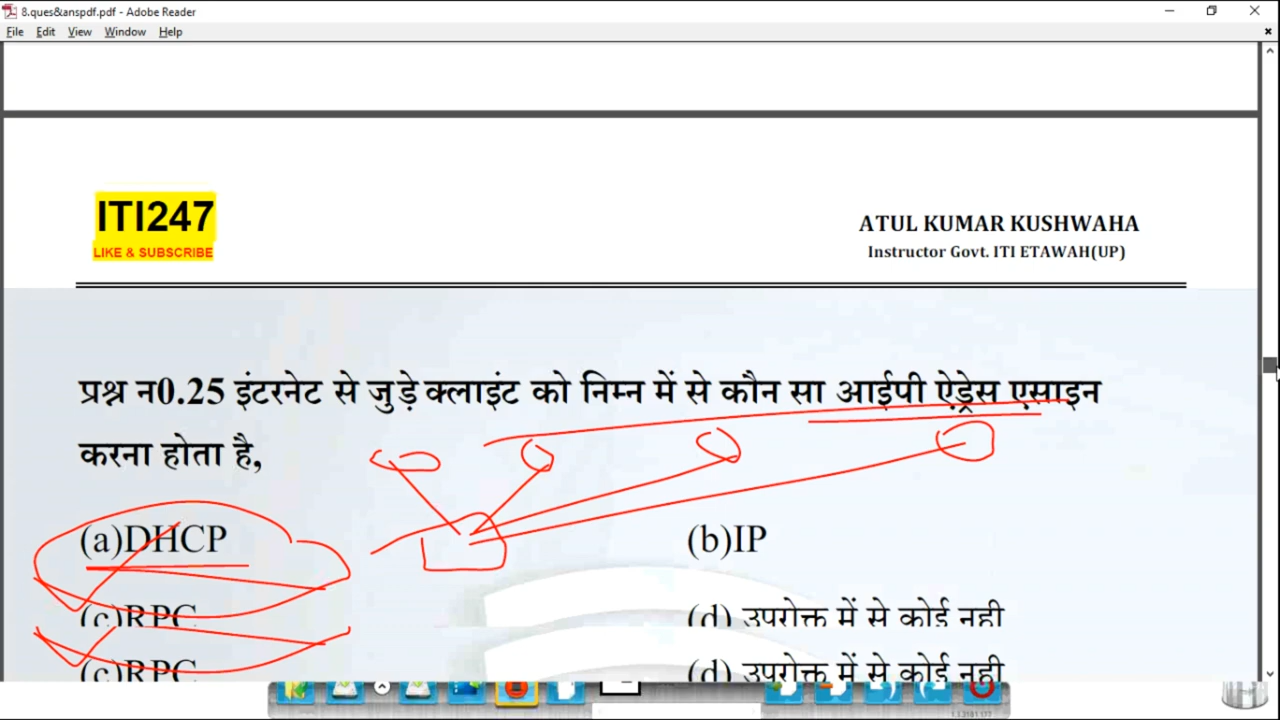 8.ques&anspdf.pdf - Adobe Reader
File Edit View Window Help
ITI247
LIKE & SUBSCRIBE
ATUL KUMAR KUSHWAHA
Instructor Govt. ITI ETAWAH(UP)
प्रश्न न0.25 इंटरनेट से जुड़े क्लाइंट को निम्न में से कौन सा आईपी ऐड्रेस एसाइन
करना होता है,
(a)DHCP (b)IP
(c)RPC (d) उपरोक्त में से कोई नही
(c)RPC (d) उपरोक्त में से कोई नही